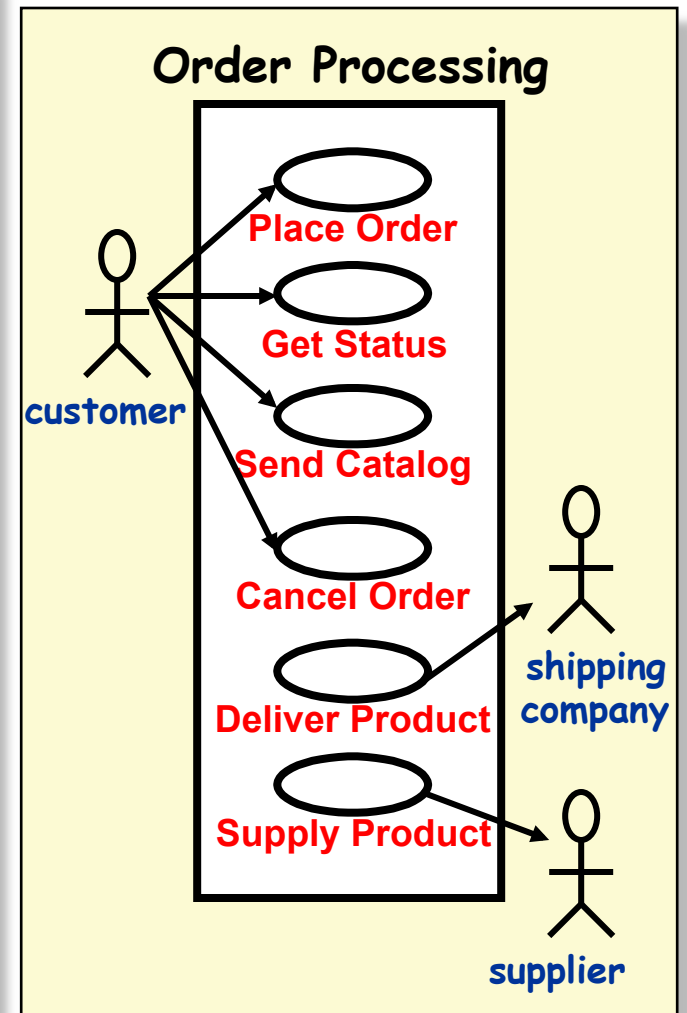 Order Processing
Place Order
Get Status
customer
Send Catalog
Cancel Order
shipping
company
Deliver Product
Supply Product
supplier